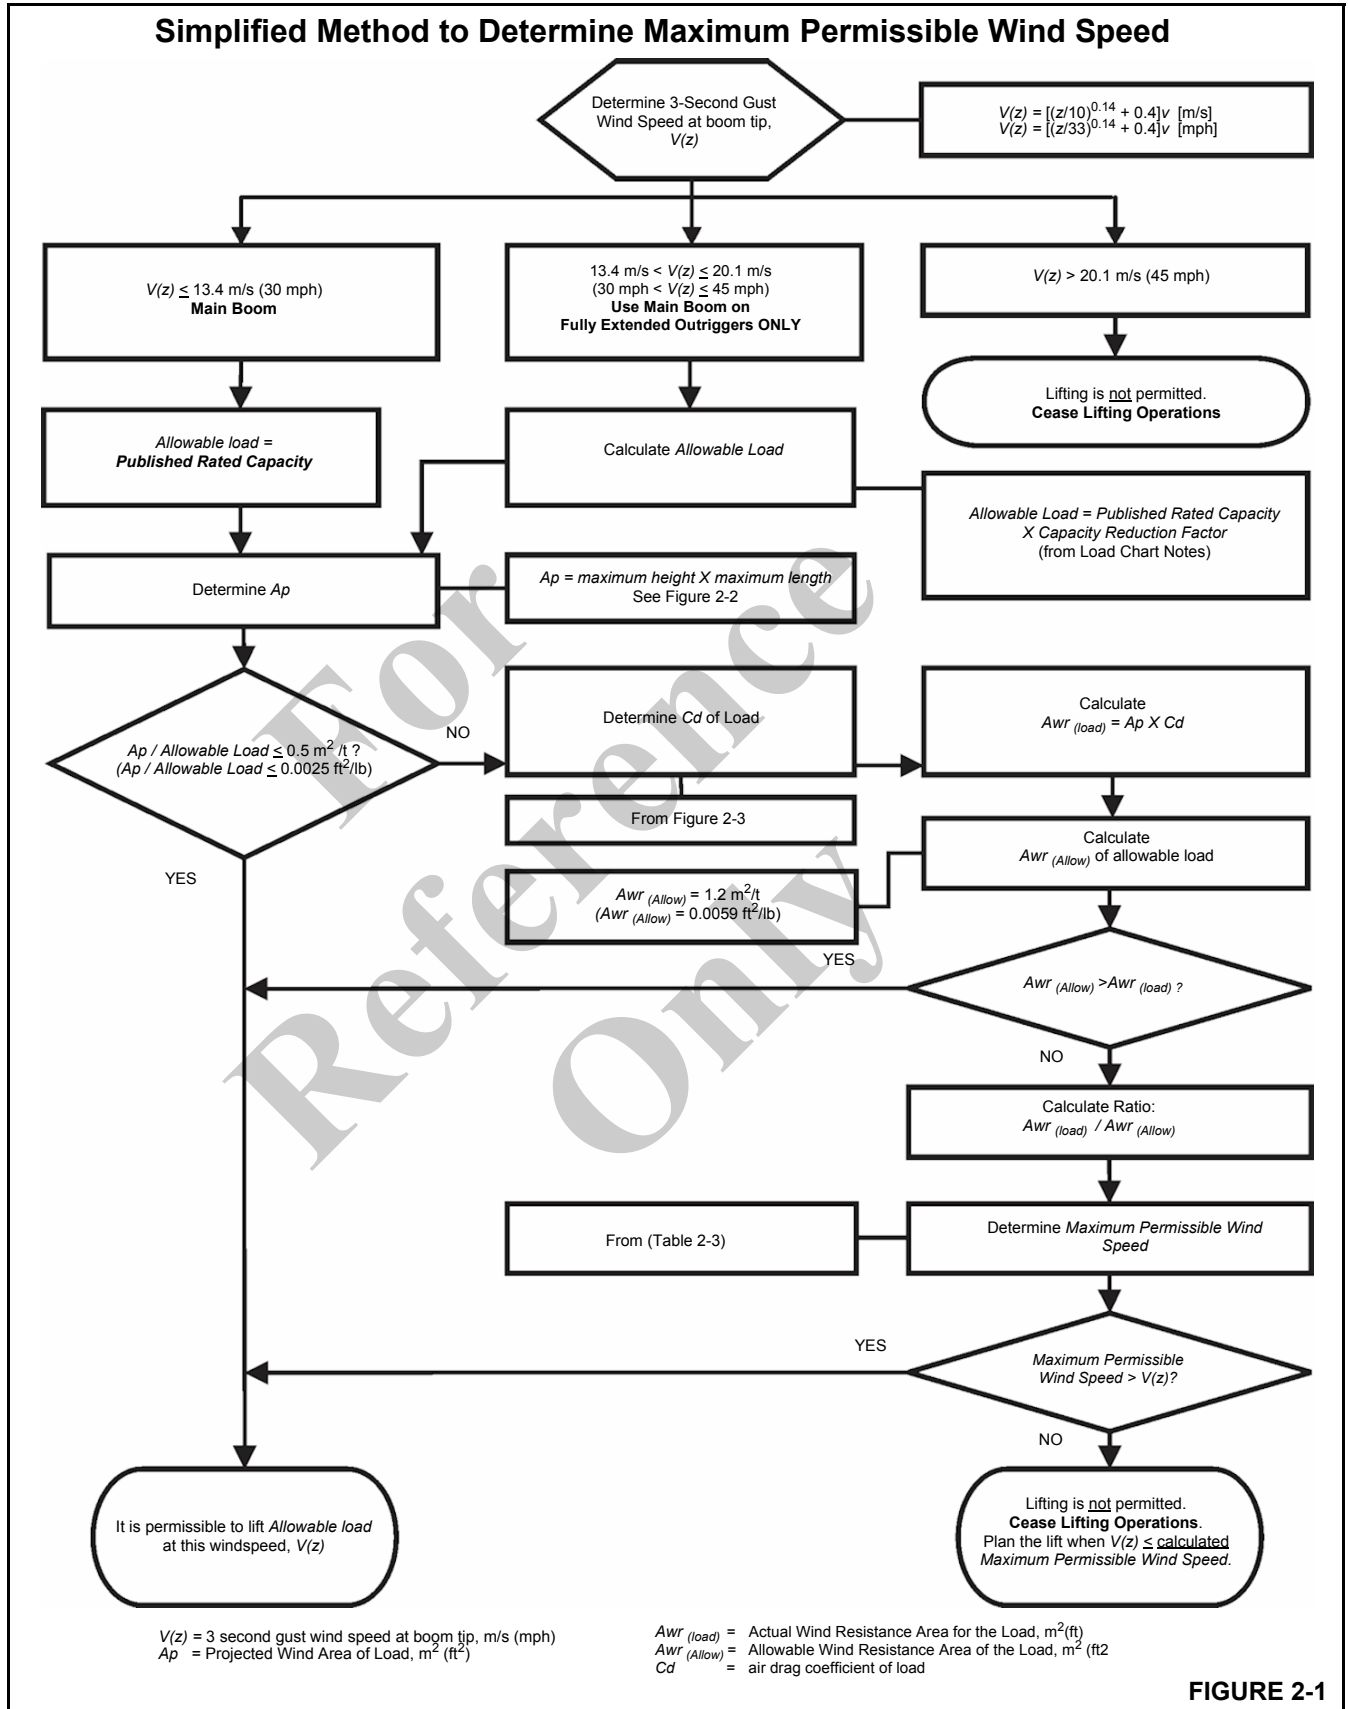 Simplified Method to Determine Maximum Permissible Wind Speed
Determine 3-Second Gust
Wind Speed at boom tip,
V(z)
V(z) = [(z/10)^0.14 + 0.4]v [m/s]
V(z) = [(z/33)^0.14 + 0.4]v [mph]
V(z) ≤ 13.4 m/s (30 mph)
Main Boom
13.4 m/s < V(z) ≤ 20.1 m/s
(30 mph < V(z) ≤ 45 mph)
Use Main Boom on
Fully Extended Outriggers ONLY
V(z) > 20.1 m/s (45 mph)
Lifting is not permitted.
Cease Lifting Operations
Allowable load =
Published Rated Capacity
Calculate Allowable Load
Allowable Load = Published Rated Capacity
X Capacity Reduction Factor
(from Load Chart Notes)
Determine Ap
Ap = maximum height X maximum length
See Figure 2-2
Ap / Allowable Load ≤ 0.5 m² /t ?
(Ap / Allowable Load ≤ 0.0025 ft²/lb)
NO
Determine Cd of Load
Calculate
Awr (load) = Ap X Cd
From Figure 2-3
Calculate
Awr (Allow) of allowable load
YES
Awr (Allow) = 1.2 m²/t
(Awr (Allow) = 0.0059 ft²/lb)
YES
Awr (Allow) >Awr (load) ?
NO
Calculate Ratio:
Awr (load) / Awr (Allow)
From (Table 2-3)
Determine Maximum Permissible Wind
Speed
YES
Maximum Permissible
Wind Speed > V(z)?
NO
It is permissible to lift Allowable load
at this windspeed, V(z)
Lifting is not permitted.
Cease Lifting Operations.
Plan the lift when V(z) ≤ calculated
Maximum Permissible Wind Speed.
V(z) = 3 second gust wind speed at boom tip, m/s (mph)
Ap = Projected Wind Area of Load, m² (ft²)
Awr (load) = Actual Wind Resistance Area for the Load, m²(ft)
Awr (Allow) = Allowable Wind Resistance Area of the Load, m² (ft2
Cd = air drag coefficient of load
FIGURE 2-1
For
Reference
Only